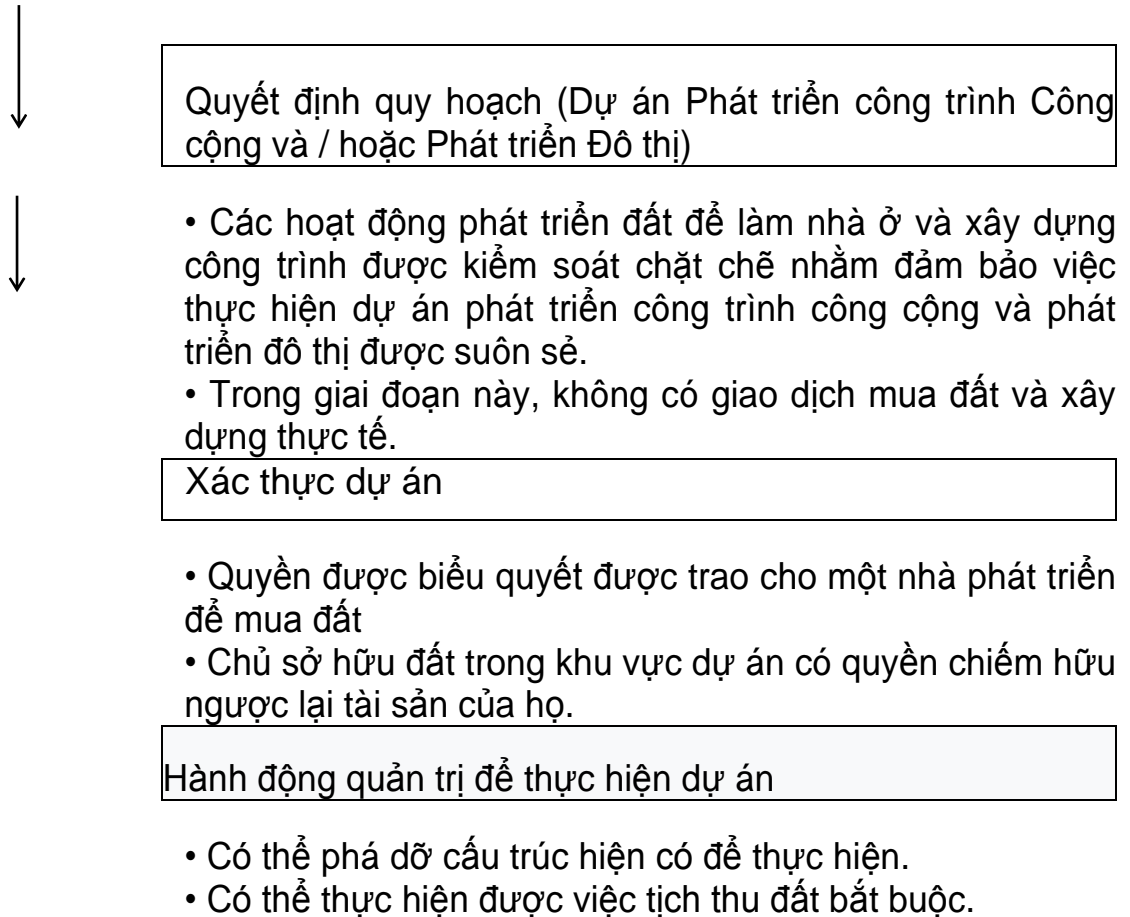 Quyết định quy hoạch (Dự án Phát triển công trình Công
cộng và / hoặc Phát triển Đô thị)
• Các hoạt động phát triển đất để làm nhà ở và xây dựng
công trình được kiểm soát chặt chẽ nhằm đảm bảo việc
thực hiện dự án phát triển công trình công cộng và phát
triển đô thị được suôn sẻ.
• Trong giai đoạn này, không có giao dịch mua đất và xây
dựng thực tế.
Xác thực dự án
• Quyền được biểu quyết được trao cho một nhà phát triển
để mua đất
• Chủ sở hữu đất trong khu vực dự án có quyền chiếm hữu
ngược lại tài sản của họ.
Hành động quản trị để thực hiện dự án
• Có thể phá dỡ cấu trúc hiện có để thực hiện.
• Có thể thực hiện được việc tịch thu đất bắt buộc.